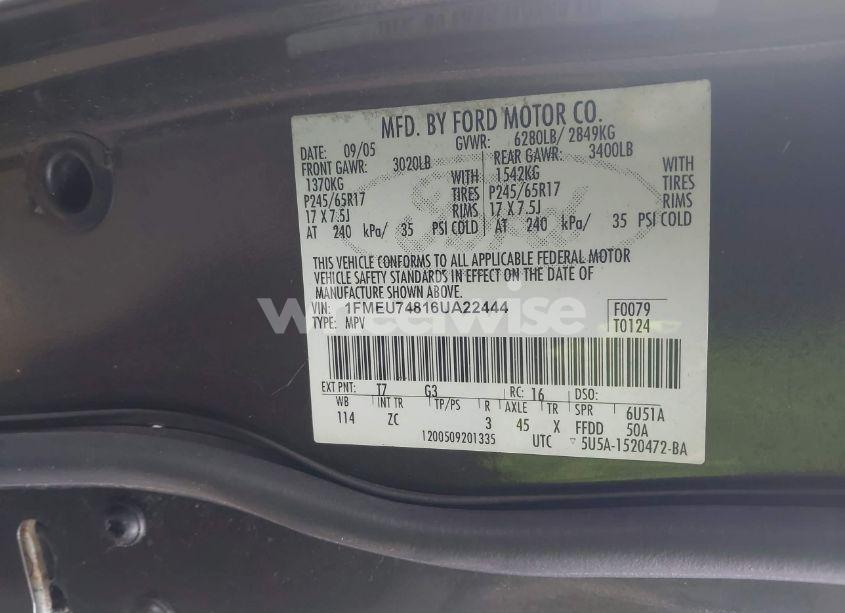 MFD. BY FORD MOTOR CO.
DATE: 09/05 GVWR: 6280LB/ 2849KG
FRONT GAWR: 3020LB REAR GAWR: 3400LB
1370KG WITH 1542KG WITH
P245/65R17 TIRES P245/65R17 TIRES
17 X 7.5J RIMS 17 X 7.5J RIMS
AT 240 kPa/ 35 PSI COLD AT 240 kPa/ 35 PSI COLD
THIS VEHICLE CONFORMS TO ALL APPLICABLE FEDERAL MOTOR
VEHICLE SAFETY STANDARDS IN EFFECT ON THE DATE OF
MANUFACTURE SHOWN ABOVE.
VIN: 1FMEU74816UA22444 F0079
TYPE: MPV T0124
wheelwise
EXT PNT: T7 G3 RC: 16 DSO:
WB INT TR TP/PS R AXLE TR SPR 6U51A
114 ZC 3 45 X FFDD 50A
1200509201335 UTC 5U5A-1520472-BA